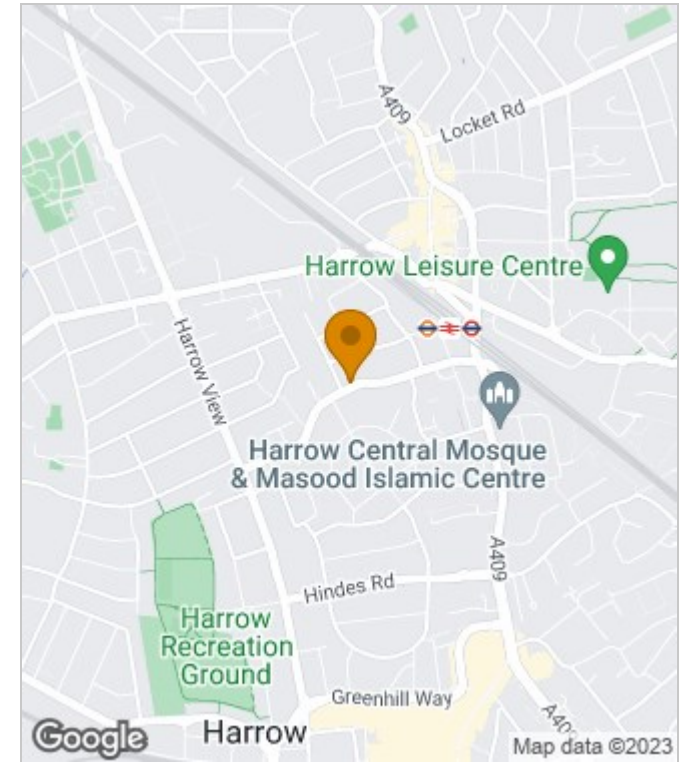 A409
Locket Rd
Harrow Leisure Centre
Harrow View
Harrow Central Mosque
& Masood Islamic Centre
A409
Hindes Rd
Harrow
Recreation
Ground
Greenhill Way
A409
Harrow
Google
Map data ©2023